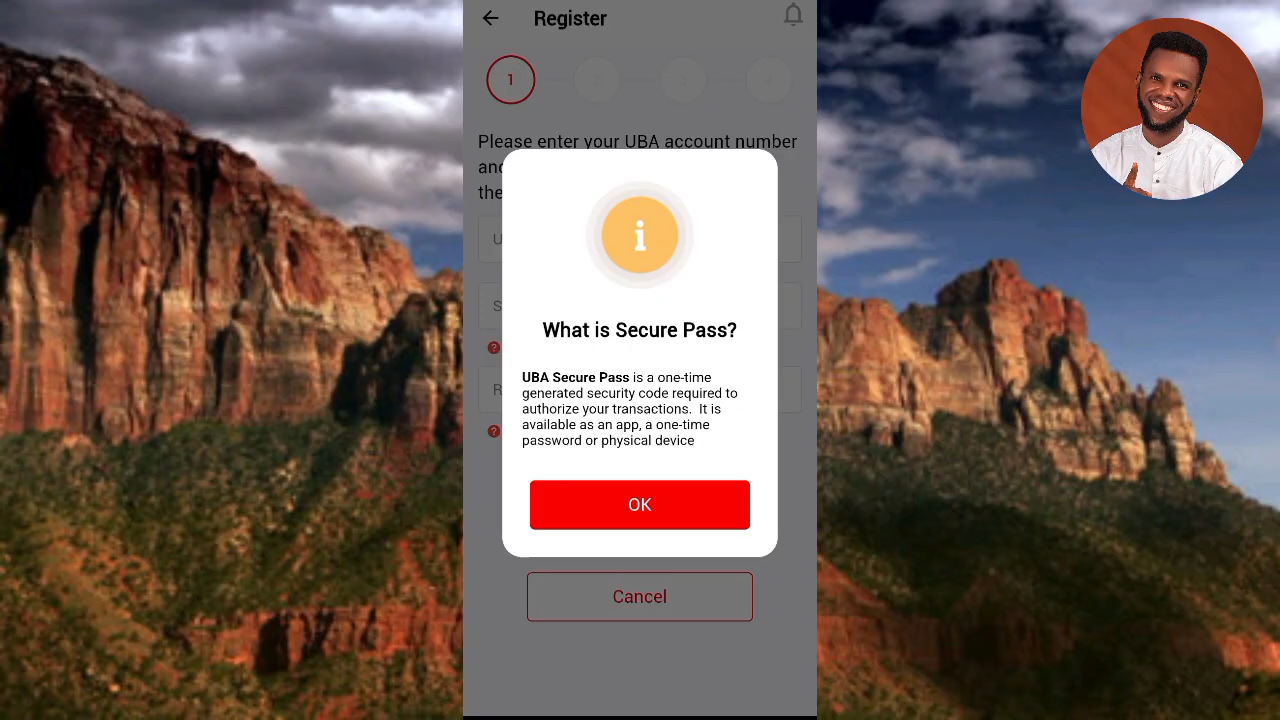 Register
1
Please enter your UBA account number
What is Secure Pass?
UBA Secure Pass is a one-time
generated security code required to
authorize your transactions. It is
available as an app, a one-time
password or physical device
OK
Cancel